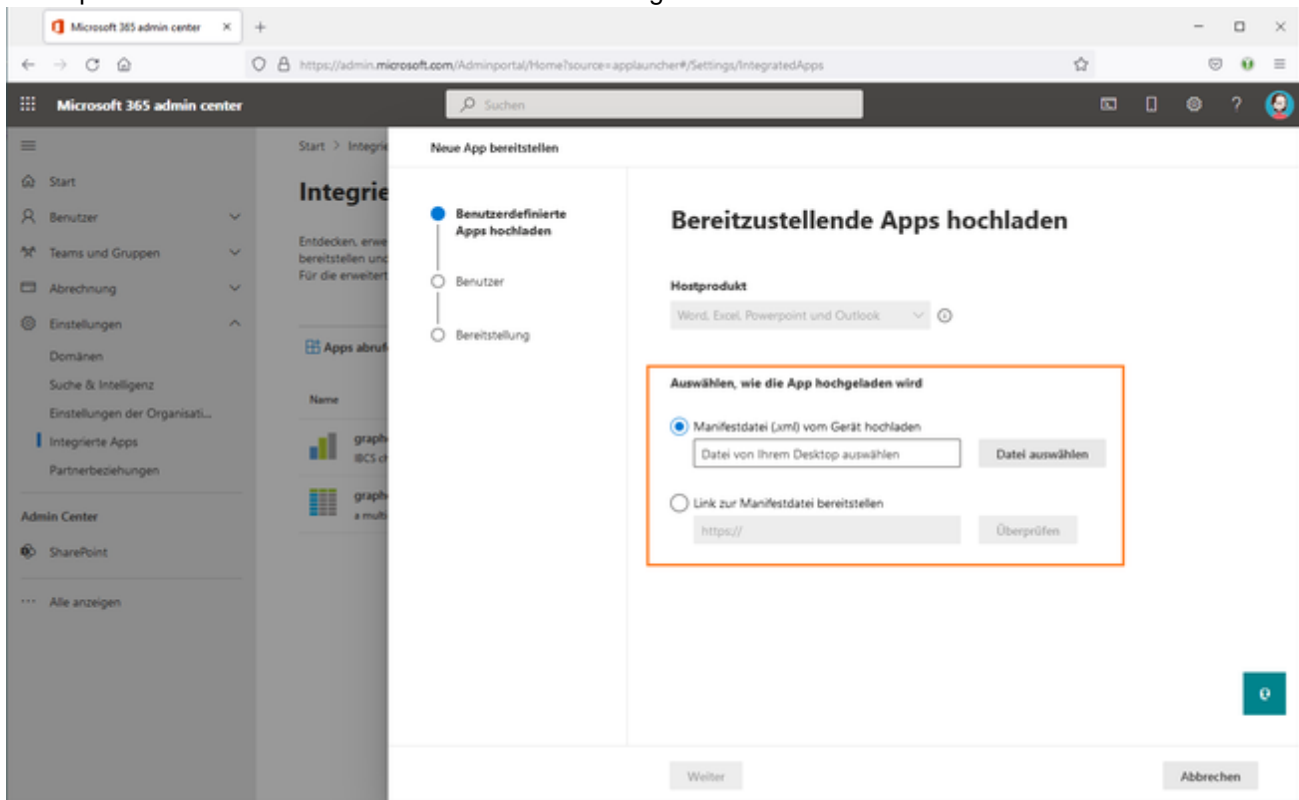 Microsoft 365 admin center
https://admin.microsoft.com/Adminportal/Home?source=applauncher#/Settings/IntegratedApps
Microsoft 365 admin center
Suchen
?
Start
Benutzer
Teams und Gruppen
Abrechnung
Einstellungen
Domänen
Suche & Intelligenz
Einstellungen der Organisati...
Integrierte Apps
Partnerbeziehungen
Admin Center
SharePoint
Alle anzeigen
Start > Integrie
Integrie
Entdecken, erwe
bereitstellen und
Für die erweitert
Apps abruf
Name
graph
IBCS ch
graph
a multi
Neue App bereitstellen
Benutzerdefinierte
Apps hochladen
Benutzer
Bereitstellung
Bereitzustellende Apps hochladen
Hostprodukt
Word, Excel, Powerpoint und Outlook
Auswählen, wie die App hochgeladen wird
Manifestdatei (.xml) vom Gerät hochladen
Datei von Ihrem Desktop auswählen
Datei auswählen
Link zur Manifestdatei bereitstellen
https://
Überprüfen
Weiter
Abbrechen